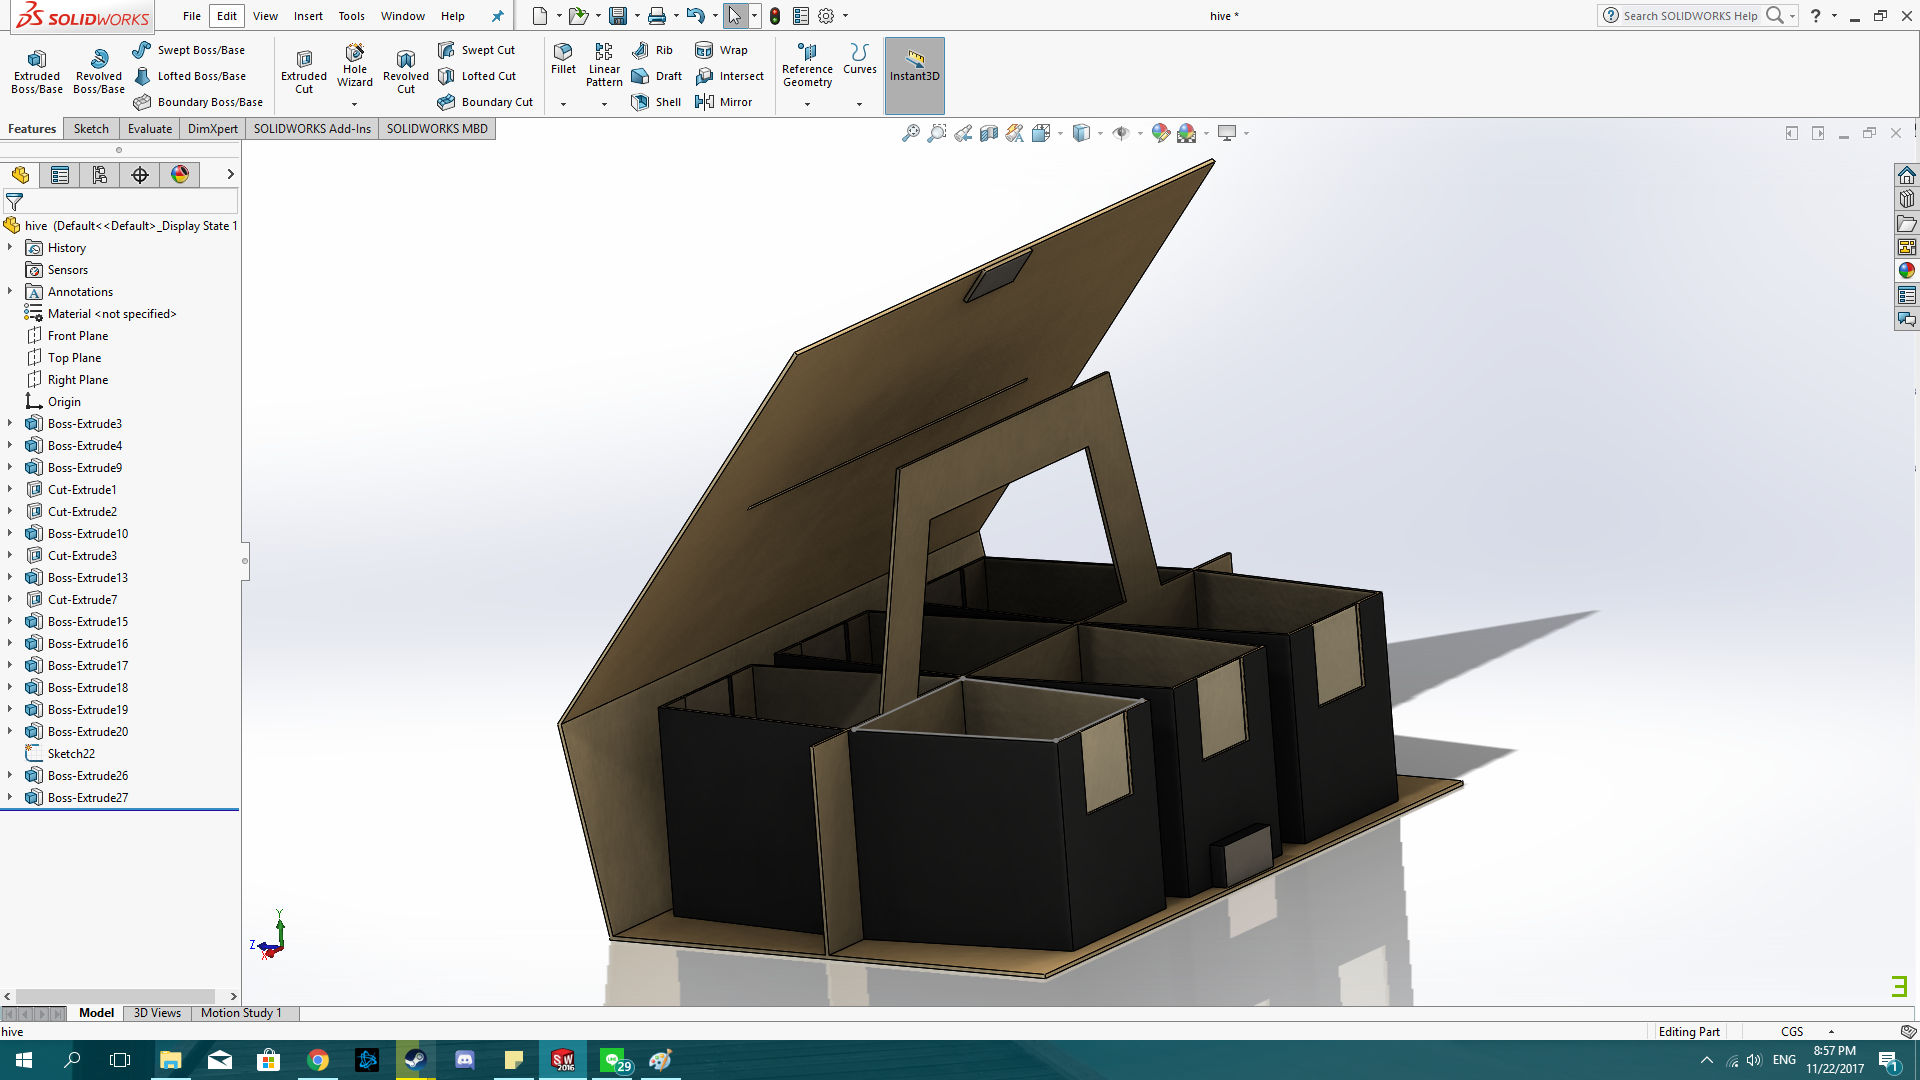 SOLIDWORKS
File Edit View Insert Tools Window Help
hive *
Search SOLIDWORKS Help
?
Extruded Boss/Base
Revolved Boss/Base
Swept Boss/Base
Lofted Boss/Base
Boundary Boss/Base
Extruded Cut
Hole Wizard
Revolved Cut
Swept Cut
Lofted Cut
Boundary Cut
Fillet
Linear Pattern
Rib
Draft
Shell
Wrap
Intersect
Mirror
Reference Geometry
Curves
Instant3D
Features Sketch Evaluate DimXpert SOLIDWORKS Add-Ins SOLIDWORKS MBD
hive (Default<<Default>_Display State 1
History
Sensors
Annotations
Material <not specified>
Front Plane
Top Plane
Right Plane
Origin
Boss-Extrude3
Boss-Extrude4
Boss-Extrude9
Cut-Extrude1
Cut-Extrude2
Boss-Extrude10
Cut-Extrude3
Boss-Extrude13
Cut-Extrude7
Boss-Extrude15
Boss-Extrude16
Boss-Extrude17
Boss-Extrude18
Boss-Extrude19
Boss-Extrude20
Sketch22
Boss-Extrude26
Boss-Extrude27
Y
Z
X
Model 3D Views Motion Study 1
hive
Editing Part
CGS
SW
2016
29
ENG
8:57 PM
11/22/2017
1